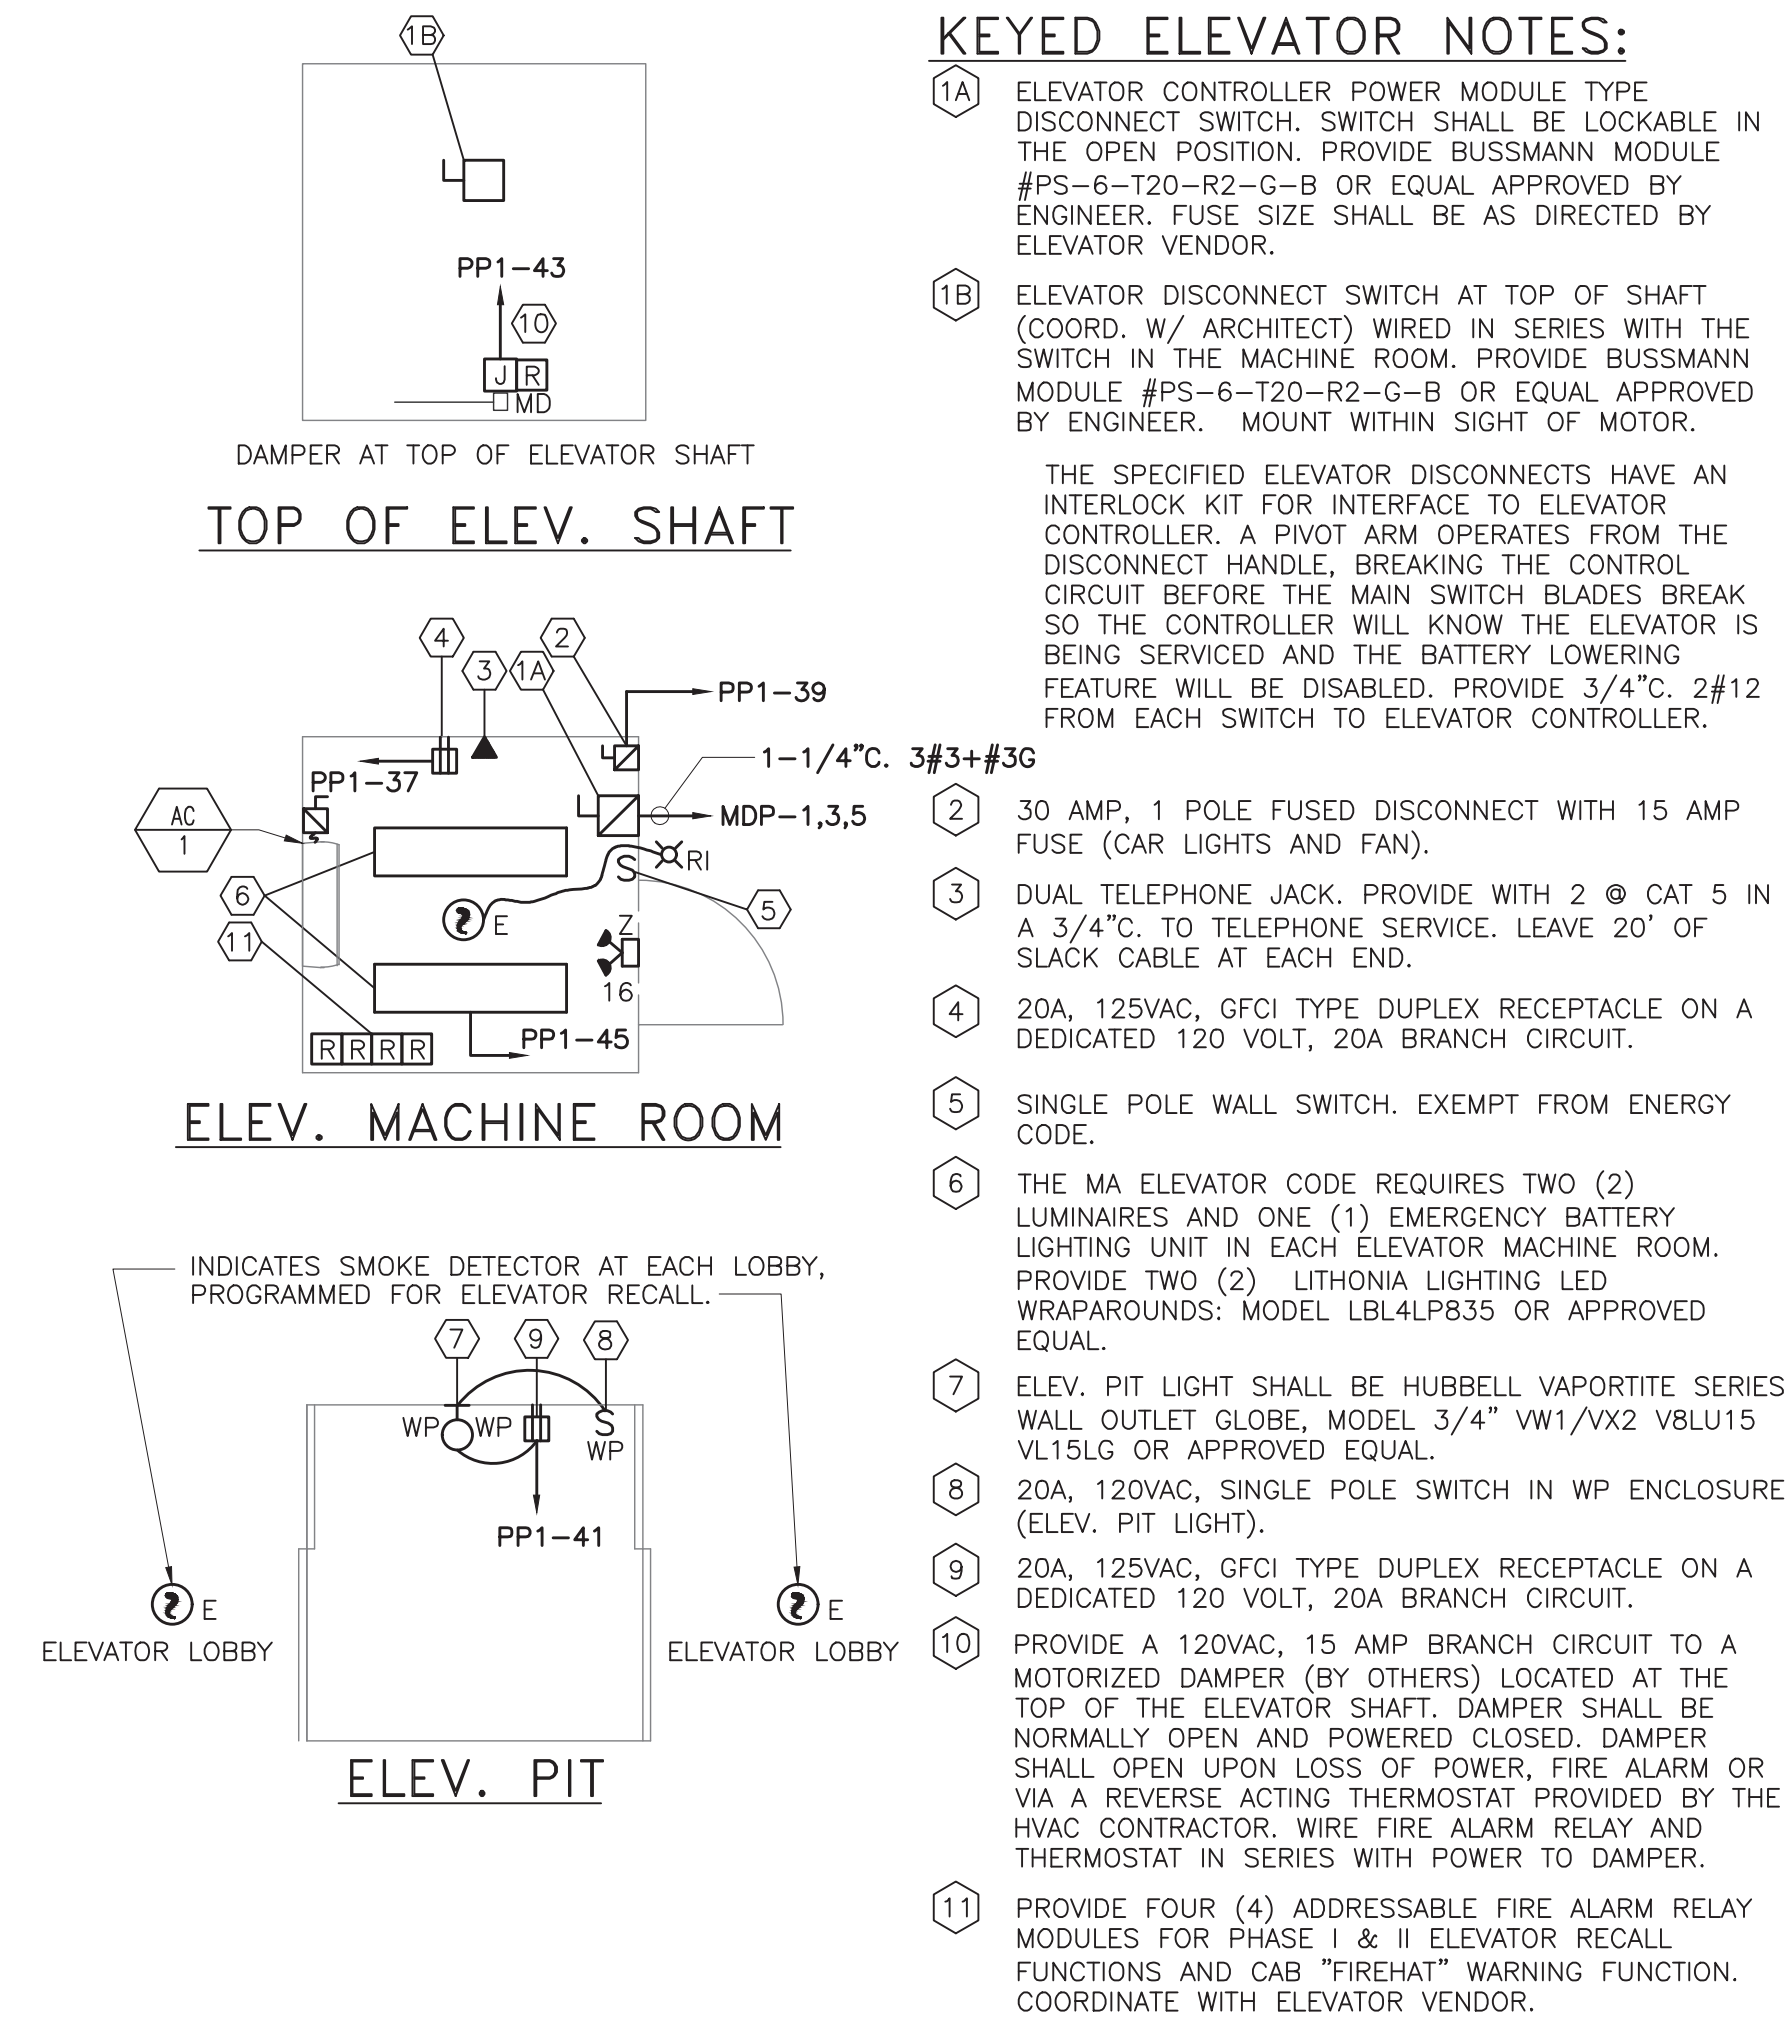 1B
PP1-43
10
J R
MD
DAMPER AT TOP OF ELEVATOR SHAFT
TOP OF ELEV. SHAFT
4
2
3
1A
PP1-39
1-1/4"C. 3#3+#3G
PP1-37
AC
1
MDP-1,3,5
RI
S
6
5
E
Z
11
16
PP1-45
R R R R
ELEV. MACHINE ROOM
INDICATES SMOKE DETECTOR AT EACH LOBBY,
PROGRAMMED FOR ELEVATOR RECALL.
7
9
8
WP
WP
S
WP
PP1-41
E
E
ELEVATOR LOBBY
ELEVATOR LOBBY
ELEV. PIT
KEYED ELEVATOR NOTES:
1A ELEVATOR CONTROLLER POWER MODULE TYPE
DISCONNECT SWITCH. SWITCH SHALL BE LOCKABLE IN
THE OPEN POSITION. PROVIDE BUSSMANN MODULE
#PS-6-T20-R2-G-B OR EQUAL APPROVED BY
ENGINEER. FUSE SIZE SHALL BE AS DIRECTED BY
ELEVATOR VENDOR.
1B ELEVATOR DISCONNECT SWITCH AT TOP OF SHAFT
(COORD. W/ ARCHITECT) WIRED IN SERIES WITH THE
SWITCH IN THE MACHINE ROOM. PROVIDE BUSSMANN
MODULE #PS-6-T20-R2-G-B OR EQUAL APPROVED
BY ENGINEER. MOUNT WITHIN SIGHT OF MOTOR.
THE SPECIFIED ELEVATOR DISCONNECTS HAVE AN
INTERLOCK KIT FOR INTERFACE TO ELEVATOR
CONTROLLER. A PIVOT ARM OPERATES FROM THE
DISCONNECT HANDLE, BREAKING THE CONTROL
CIRCUIT BEFORE THE MAIN SWITCH BLADES BREAK
SO THE CONTROLLER WILL KNOW THE ELEVATOR IS
BEING SERVICED AND THE BATTERY LOWERING
FEATURE WILL BE DISABLED. PROVIDE 3/4"C. 2#12
FROM EACH SWITCH TO ELEVATOR CONTROLLER.
2 30 AMP, 1 POLE FUSED DISCONNECT WITH 15 AMP
FUSE (CAR LIGHTS AND FAN).
3 DUAL TELEPHONE JACK. PROVIDE WITH 2 @ CAT 5 IN
A 3/4"C. TO TELEPHONE SERVICE. LEAVE 20' OF
SLACK CABLE AT EACH END.
4 20A, 125VAC, GFCI TYPE DUPLEX RECEPTACLE ON A
DEDICATED 120 VOLT, 20A BRANCH CIRCUIT.
5 SINGLE POLE WALL SWITCH. EXEMPT FROM ENERGY
CODE.
6 THE MA ELEVATOR CODE REQUIRES TWO (2)
LUMINAIRES AND ONE (1) EMERGENCY BATTERY
LIGHTING UNIT IN EACH ELEVATOR MACHINE ROOM.
PROVIDE TWO (2) LITHONIA LIGHTING LED
WRAPAROUNDS: MODEL LBL4LP835 OR APPROVED
EQUAL.
7 ELEV. PIT LIGHT SHALL BE HUBBELL VAPORTITE SERIES
WALL OUTLET GLOBE, MODEL 3/4" VW1/VX2 V8LU15
VL15LG OR APPROVED EQUAL.
8 20A, 120VAC, SINGLE POLE SWITCH IN WP ENCLOSURE
(ELEV. PIT LIGHT).
9 20A, 125VAC, GFCI TYPE DUPLEX RECEPTACLE ON A
DEDICATED 120 VOLT, 20A BRANCH CIRCUIT.
10 PROVIDE A 120VAC, 15 AMP BRANCH CIRCUIT TO A
MOTORIZED DAMPER (BY OTHERS) LOCATED AT THE
TOP OF THE ELEVATOR SHAFT. DAMPER SHALL BE
NORMALLY OPEN AND POWERED CLOSED. DAMPER
SHALL OPEN UPON LOSS OF POWER, FIRE ALARM OR
VIA A REVERSE ACTING THERMOSTAT PROVIDED BY THE
HVAC CONTRACTOR. WIRE FIRE ALARM RELAY AND
THERMOSTAT IN SERIES WITH POWER TO DAMPER.
11 PROVIDE FOUR (4) ADDRESSABLE FIRE ALARM RELAY
MODULES FOR PHASE I & II ELEVATOR RECALL
FUNCTIONS AND CAB "FIREHAT" WARNING FUNCTION.
COORDINATE WITH ELEVATOR VENDOR.